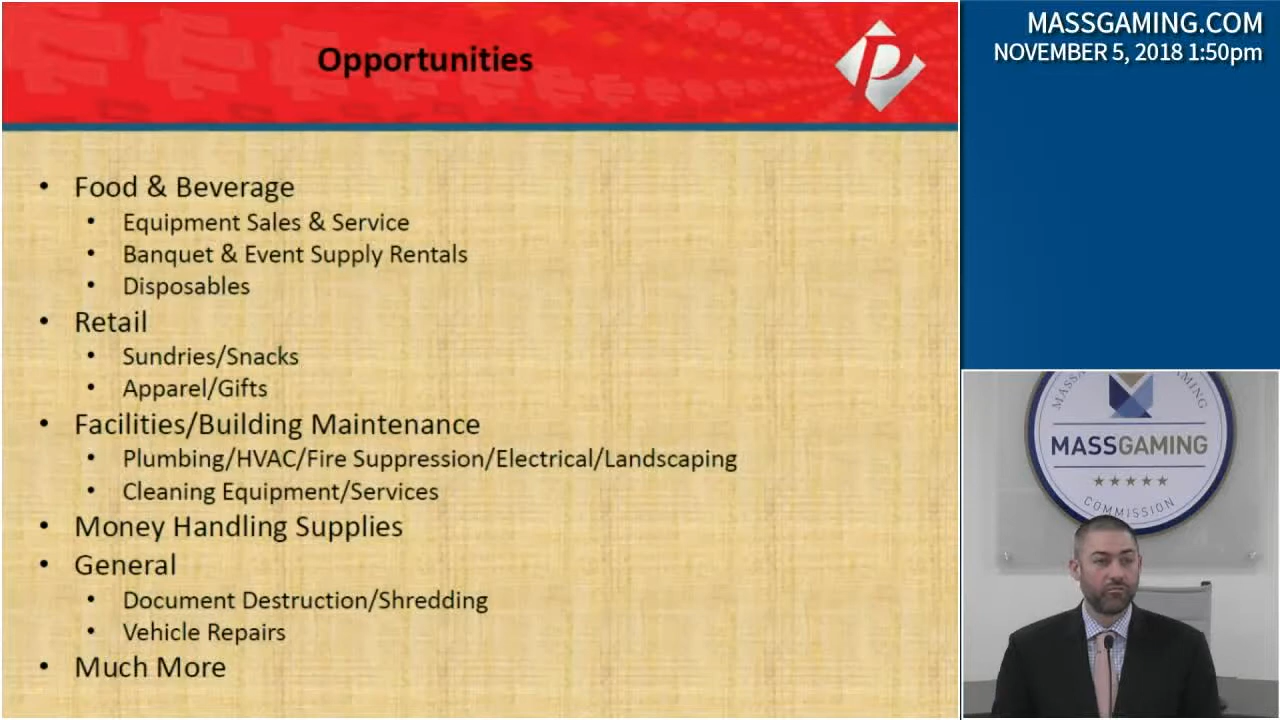 Opportunities
P
• Food & Beverage
• Equipment Sales & Service
• Banquet & Event Supply Rentals
• Disposables
• Retail
• Sundries/Snacks
• Apparel/Gifts
• Facilities/Building Maintenance
• Plumbing/HVAC/Fire Suppression/Electrical/Landscaping
• Cleaning Equipment/Services
• Money Handling Supplies
• General
• Document Destruction/Shredding
• Vehicle Repairs
• Much More
MASSGAMING.COM
NOVEMBER 5, 2018 1:50pm
MASSGAMING
COMMISSION